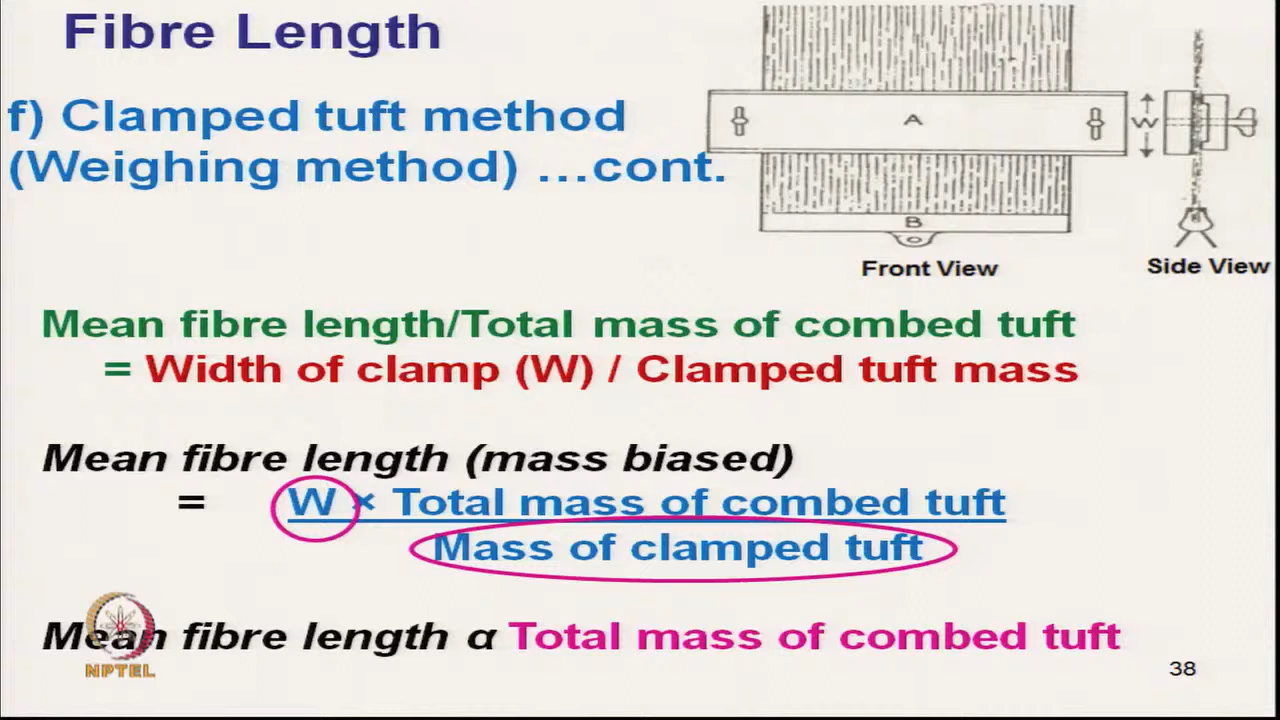 Fibre Length
f) Clamped tuft method
(Weighing method) ...cont.
A
W
B
Front View
Side View
Mean fibre length/Total mass of combed tuft
= Width of clamp (W) / Clamped tuft mass
Mean fibre length (mass biased)
= W × Total mass of combed tuft
Mass of clamped tuft
Mean fibre length α Total mass of combed tuft
NPTEL
38